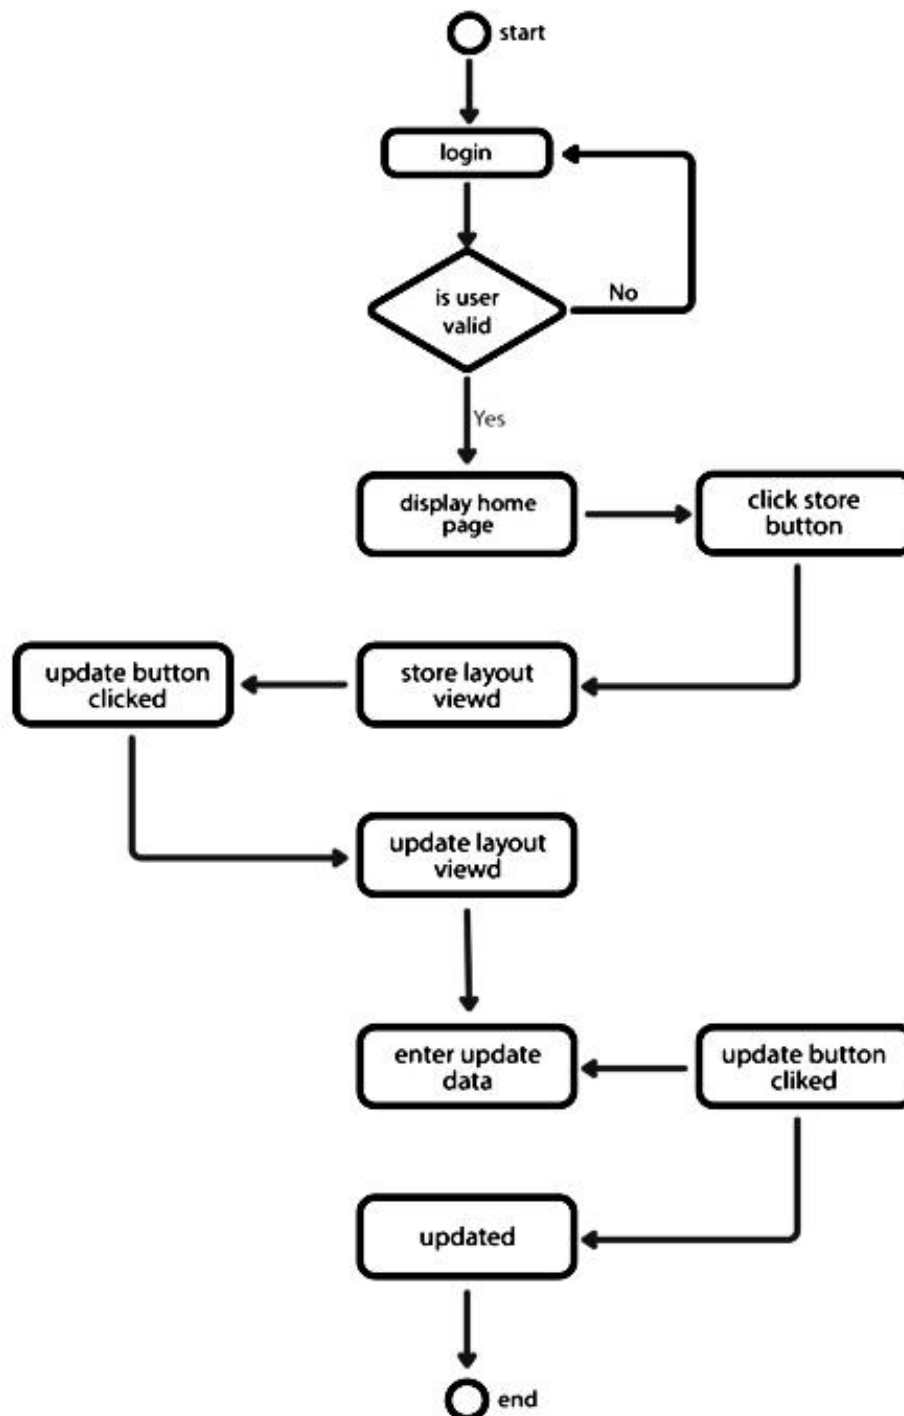 start
login
is user
valid
No
Yes
display home
page
click store
button
update button
clicked
store layout
viewd
update layout
viewd
enter update
data
update button
cliked
updated
end